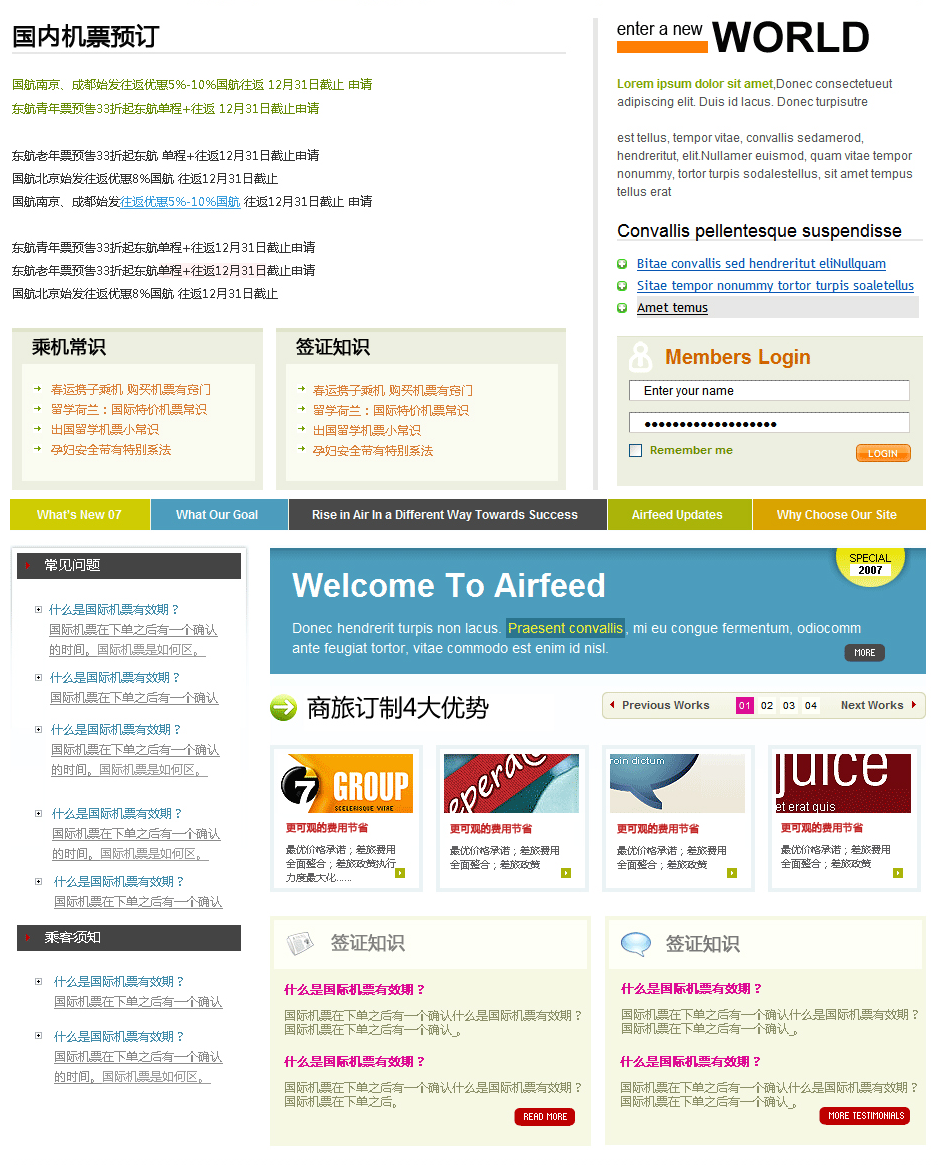 国内机票预订
国航南京、成都始发往返优惠5%-10%国航往返 12月31日截止 申请
东航青年票预售33折起东航单程+往返 12月31日截止申请
东航老年票预售33折起东航 单程+往返12月31日截止申请
国航北京始发往返优惠8%国航 往返12月31日截止
国航南京、成都始发往返优惠5%-10%国航 往返12月31日截止 申请
东航青年票预售33折起东航单程+往返12月31日截止申请
东航老年票预售33折起东航单程+往返12月31日截止申请
国航北京始发往返优惠8%国航 往返12月31日截止
enter a new WORLD
Lorem ipsum dolor sit amet,Donec consectetueut
adipiscing elit. Duis id lacus. Donec turpisutre
est tellus, tempor vitae, convallis sedamerod,
hendreritut, elit.Nullamer euismod, quam vitae tempor
nonummy, tortor turpis sodalestellus, sit amet tempus
tellus erat
Convallis pellentesque suspendisse
Bitae convallis sed hendreritut eliNullquam
Sitae tempor nonummy tortor turpis soaletellus
Amet temus
乘机常识
春运携子乘机 购买机票有窍门
留学荷兰：国际特价机票常识
出国留学机票小常识
孕妇安全带有特别系法
签证知识
春运携子乘机 购买机票有窍门
留学荷兰：国际特价机票常识
出国留学机票小常识
孕妇安全带有特别系法
Members Login
Enter your name
●●●●●●●●●●●●●●●●●●●
Remember me
LOGIN
What's New 07
What Our Goal
Rise in Air In a Different Way Towards Success
Airfeed Updates
Why Choose Our Site
常见问题
什么是国际机票有效期？
国际机票在下单之后有一个确认
的时间。国际机票是如何区。
什么是国际机票有效期？
国际机票在下单之后有一个确认
什么是国际机票有效期？
国际机票在下单之后有一个确认
的时间。国际机票是如何区。
什么是国际机票有效期？
国际机票在下单之后有一个确认
的时间。国际机票是如何区。
什么是国际机票有效期？
国际机票在下单之后有一个确认
乘客须知
什么是国际机票有效期？
国际机票在下单之后有一个确认
什么是国际机票有效期？
国际机票在下单之后有一个确认
的时间。国际机票是如何区。
Welcome To Airfeed
SPECIAL
2007
Donec hendrerit turpis non lacus. Praesent convallis, mi eu congue fermentum, odiocomm
ante feugiat tortor, vitae commodo est enim id nisl.
MORE
商旅订制4大优势
Previous Works 01 02 03 04 Next Works
7 GROUP
SCELERISQUE VITRE
更可观的费用节省
最优价格承诺；差旅费用
全面整合；差旅政策执行
力度最大化……
eperac
更可观的费用节省
最优价格承诺；差旅费用
全面整合；差旅政策
roin dictum
更可观的费用节省
最优价格承诺；差旅费用
全面整合；差旅政策
juice
et erat quis
更可观的费用节省
最优价格承诺；差旅费用
全面整合；差旅政策
签证知识
什么是国际机票有效期？
国际机票在下单之后有一个确认什么是国际机票有效期？
国际机票在下单之后有一个确认_。
什么是国际机票有效期？
国际机票在下单之后有一个确认什么是国际机票有效期？
国际机票在下单之后。
READ MORE
签证知识
什么是国际机票有效期？
国际机票在下单之后有一个确认什么是国际机票有效期？
国际机票在下单之后有一个确认_。
什么是国际机票有效期？
国际机票在下单之后有一个确认什么是国际机票有效期？
国际机票在下单之后有一个确认_。
MORE TESTIMONIALS